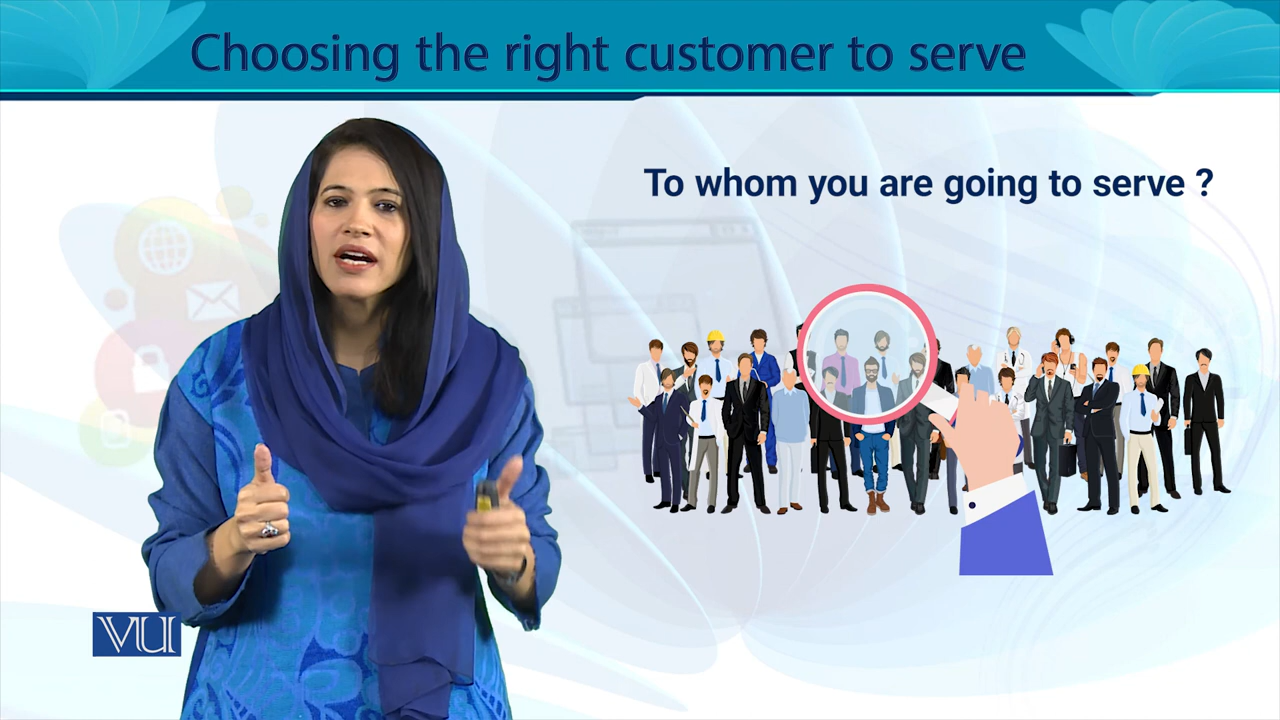 Choosing the right customer to serve
To whom you are going to serve ?
VU